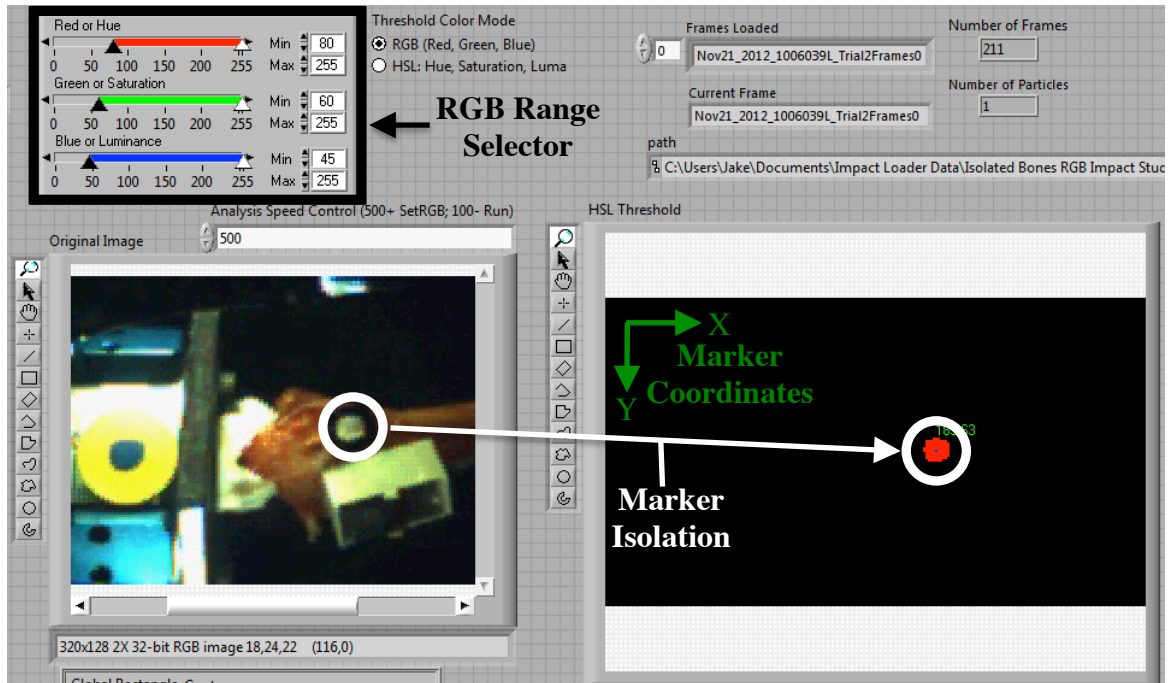 Red or Hue
Min 80
0 50 100 150 200 255 Max 255
Green or Saturation
Min 60
0 50 100 150 200 255 Max 255
Blue or Luminance
Min 45
0 50 100 150 200 255 Max 255
Threshold Color Mode
RGB (Red, Green, Blue)
HSL: Hue, Saturation, Luma
RGB Range
Selector
Frames Loaded
0 Nov21_2012_1006039L_Trial2Frames0
Current Frame
Nov21_2012_1006039L_Trial2Frames0
Number of Frames
211
Number of Particles
1
path
C:\Users\Jake\Documents\Impact Loader Data\Isolated Bones RGB Impact Stud
Analysis Speed Control (500+ SetRGB; 100- Run)
500
Original Image
HSL Threshold
X
Marker
Coordinates
Y
Marker
Isolation
320x128 2X 32-bit RGB image 18,24,22 (116,0)